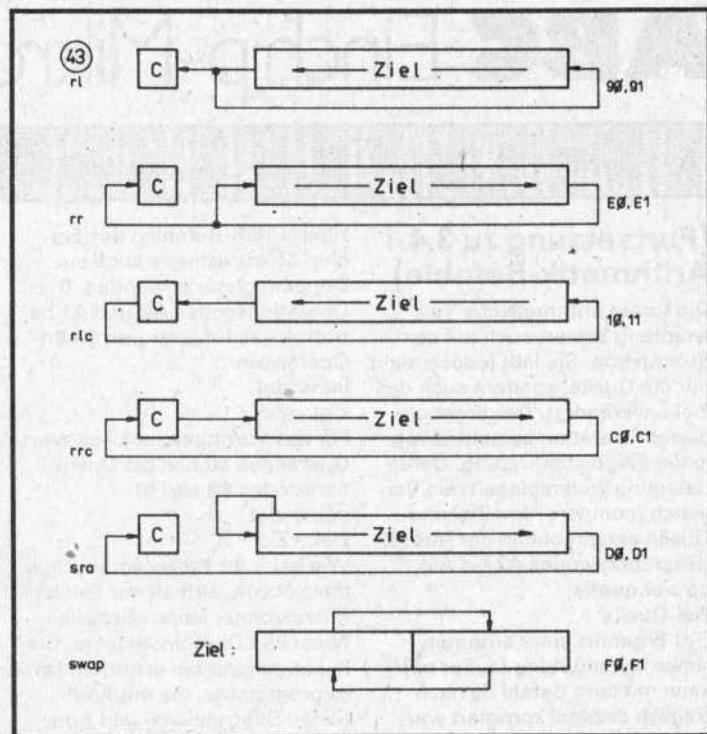 43
rl
C
Ziel
90,91
rr
C
Ziel
E0,E1
rlc
C
Ziel
10,11
rrc
C
Ziel
C0,C1
sra
C
Ziel
D0,D1
swap
Ziel :
F0,F1